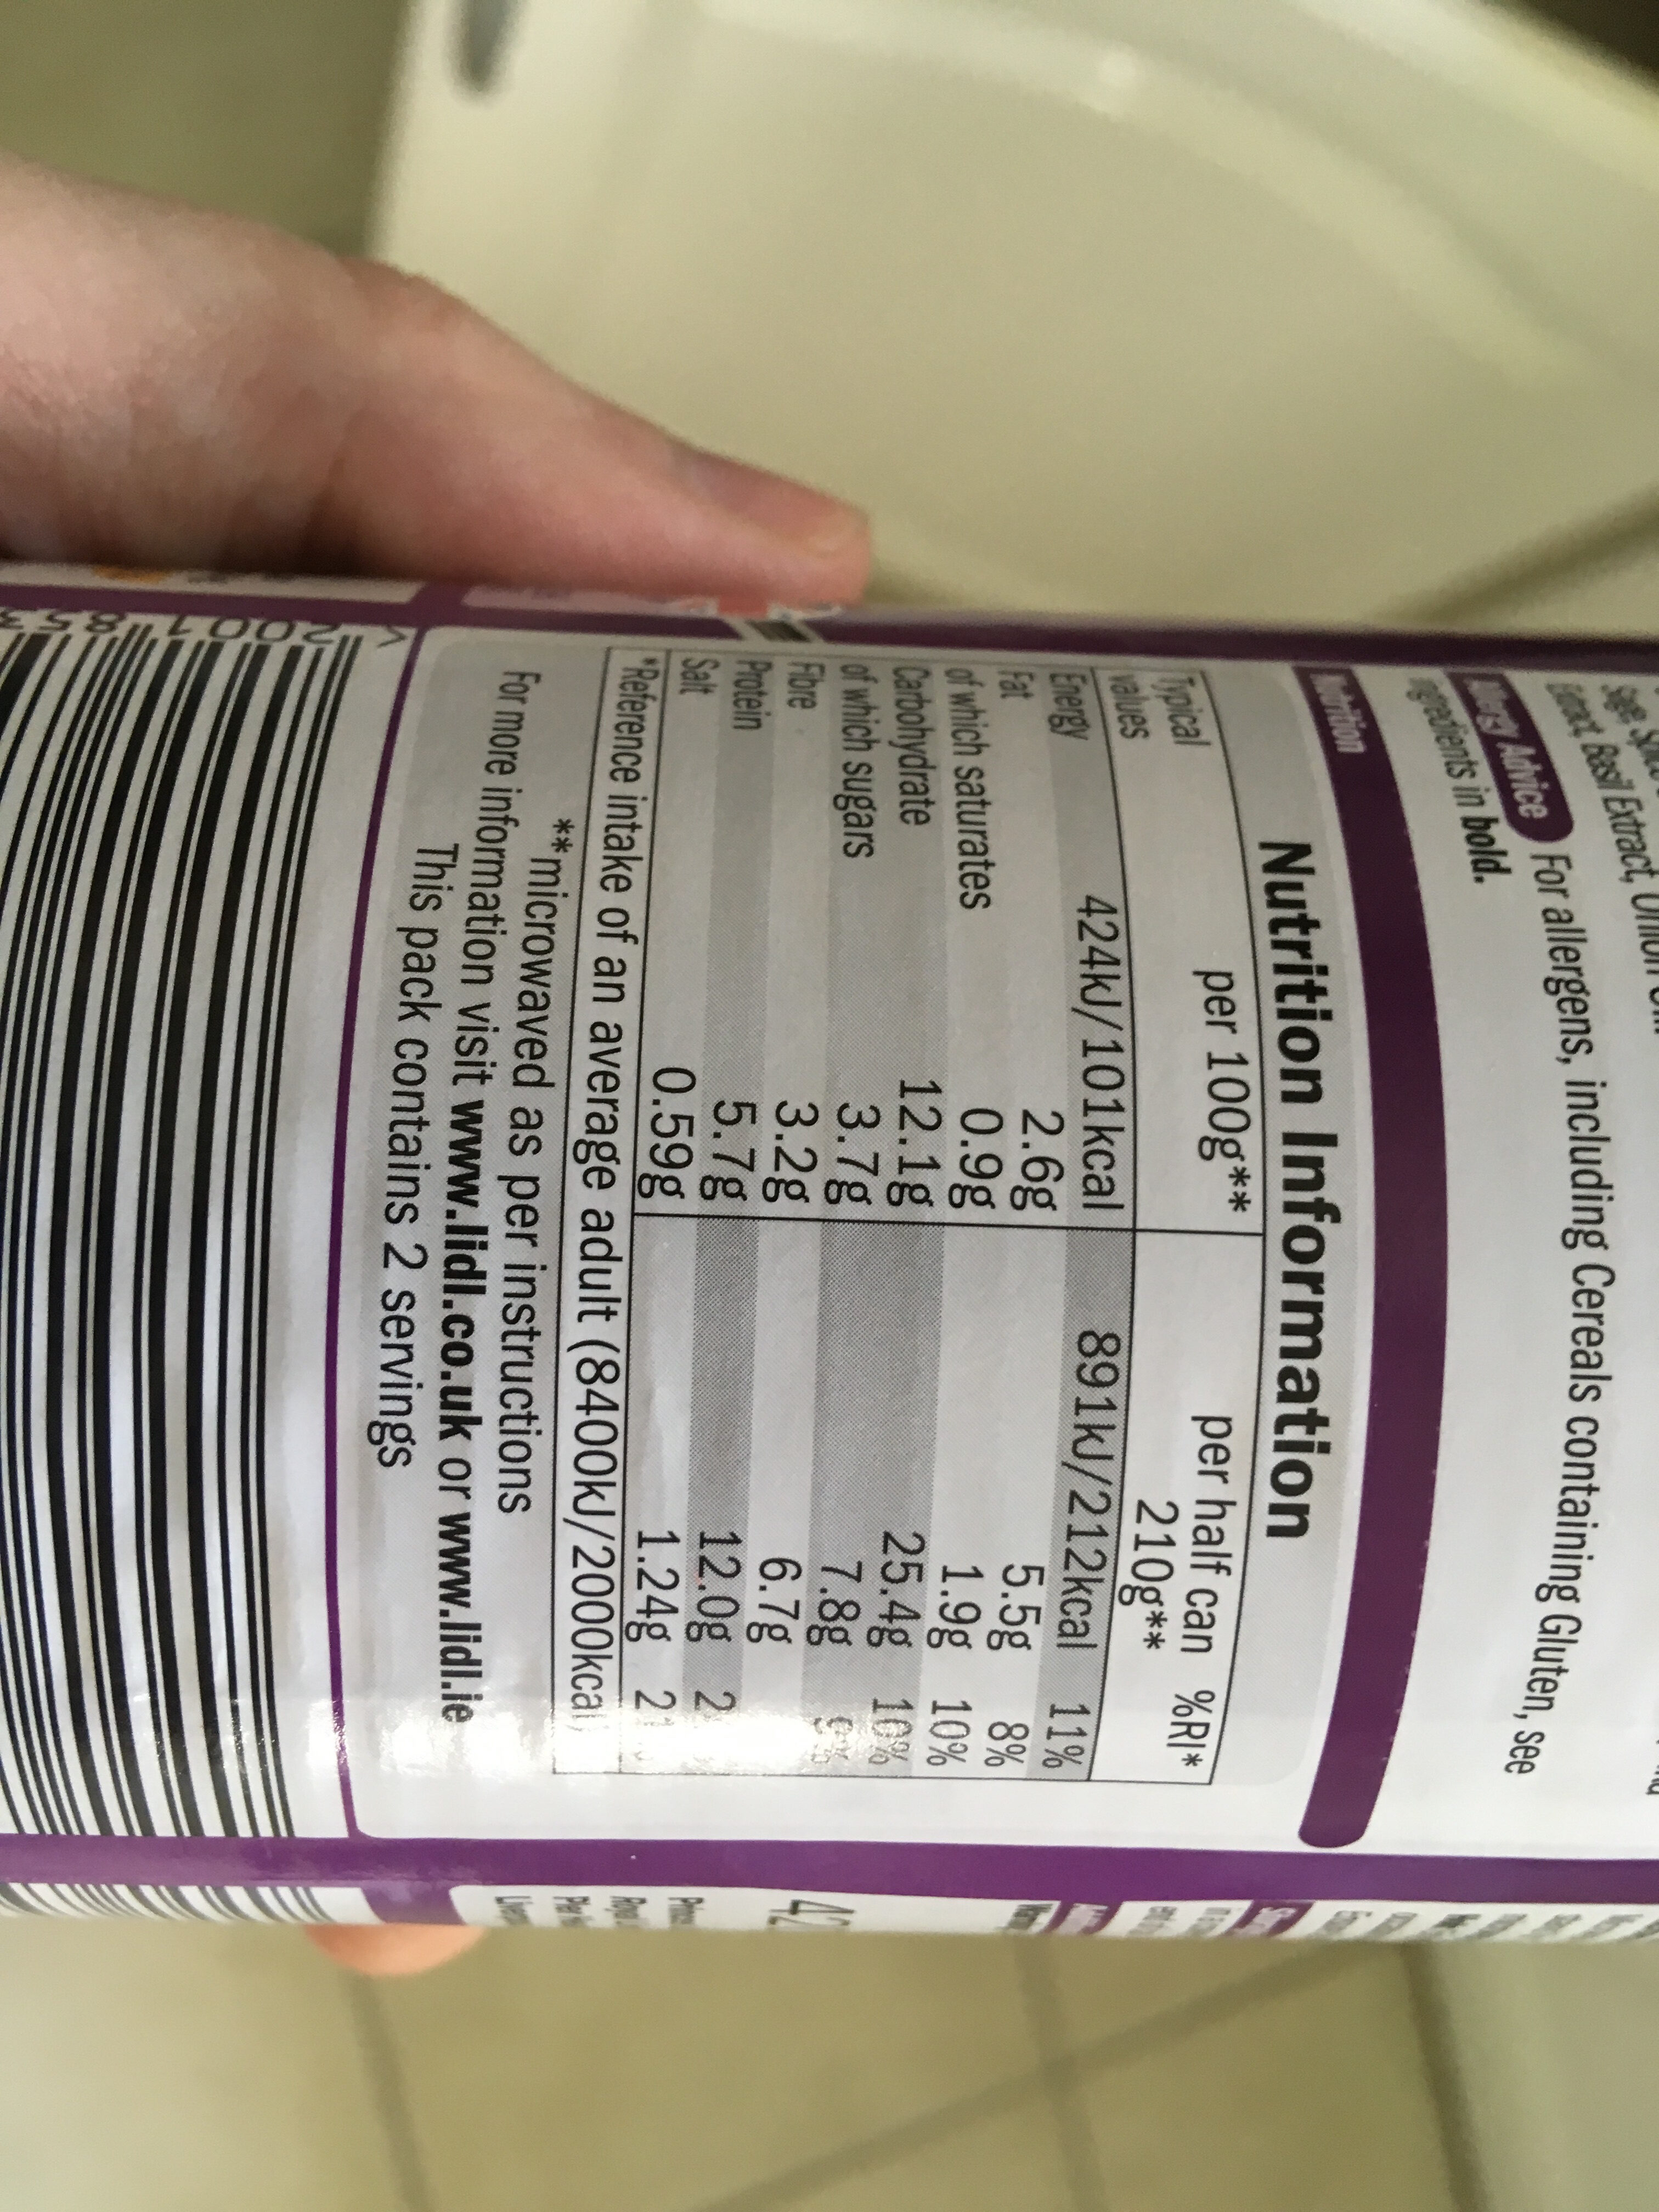 Extract, Basil Extract,
Allergy Advice For allergens, including Cereals containing Gluten, see
ingredients in bold.
Nutrition
Nutrition Information
Typical values per 100g** per half can 210g** %RI*
Energy 424kJ/101kcal 891kJ/212kcal 11%
Fat 2.6g 5.5g 8%
of which saturates 0.9g 1.9g 10%
Carbohydrate 12.1g 25.4g 10%
of which sugars 3.7g 7.8g 9%
Fibre 3.2g 6.7g
Protein 5.7g 12.0g
Salt 0.59g 1.24g
*Reference intake of an average adult (8400kJ/2000kcal)
**microwaved as per instructions
For more information visit www.lidl.co.uk or www.lidl.ie
This pack contains 2 servings